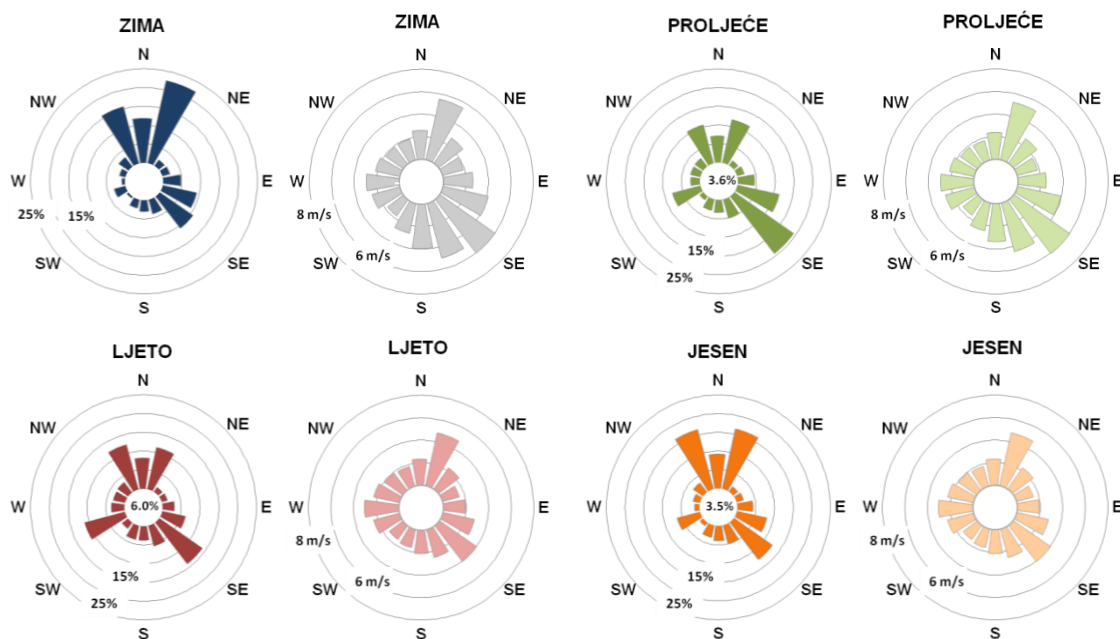 ZIMA
N
NE
E
SE
S
SW
W
NW
25%
15%
ZIMA
N
NE
E
SE
S
SW
W
NW
8 m/s
6 m/s
PROLJEĆE
N
NE
E
SE
S
SW
W
NW
3.6%
15%
25%
PROLJEĆE
N
NE
E
SE
S
SW
W
NW
8 m/s
6 m/s
LJETO
N
NE
E
SE
S
SW
W
NW
6.0%
15%
25%
LJETO
N
NE
E
SE
S
SW
W
NW
8 m/s
6 m/s
JESEN
N
NE
E
SE
S
SW
W
NW
3.5%
15%
25%
JESEN
N
NE
E
SE
S
SW
W
NW
8 m/s
6 m/s